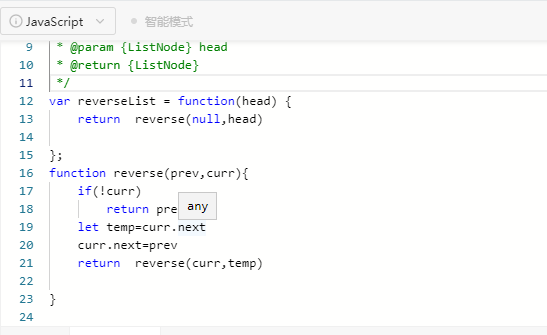 JavaScript 智能模式
9 * @param {ListNode} head
10 * @return {ListNode}
11 */
12 var reverseList = function(head) {
13 return  reverse(null,head)
14
15 };
16 function reverse(prev,curr){
17 if(!curr)
18 return pre any
19 let temp=curr.next
20 curr.next=prev
21 return  reverse(curr,temp)
22
23 }
24